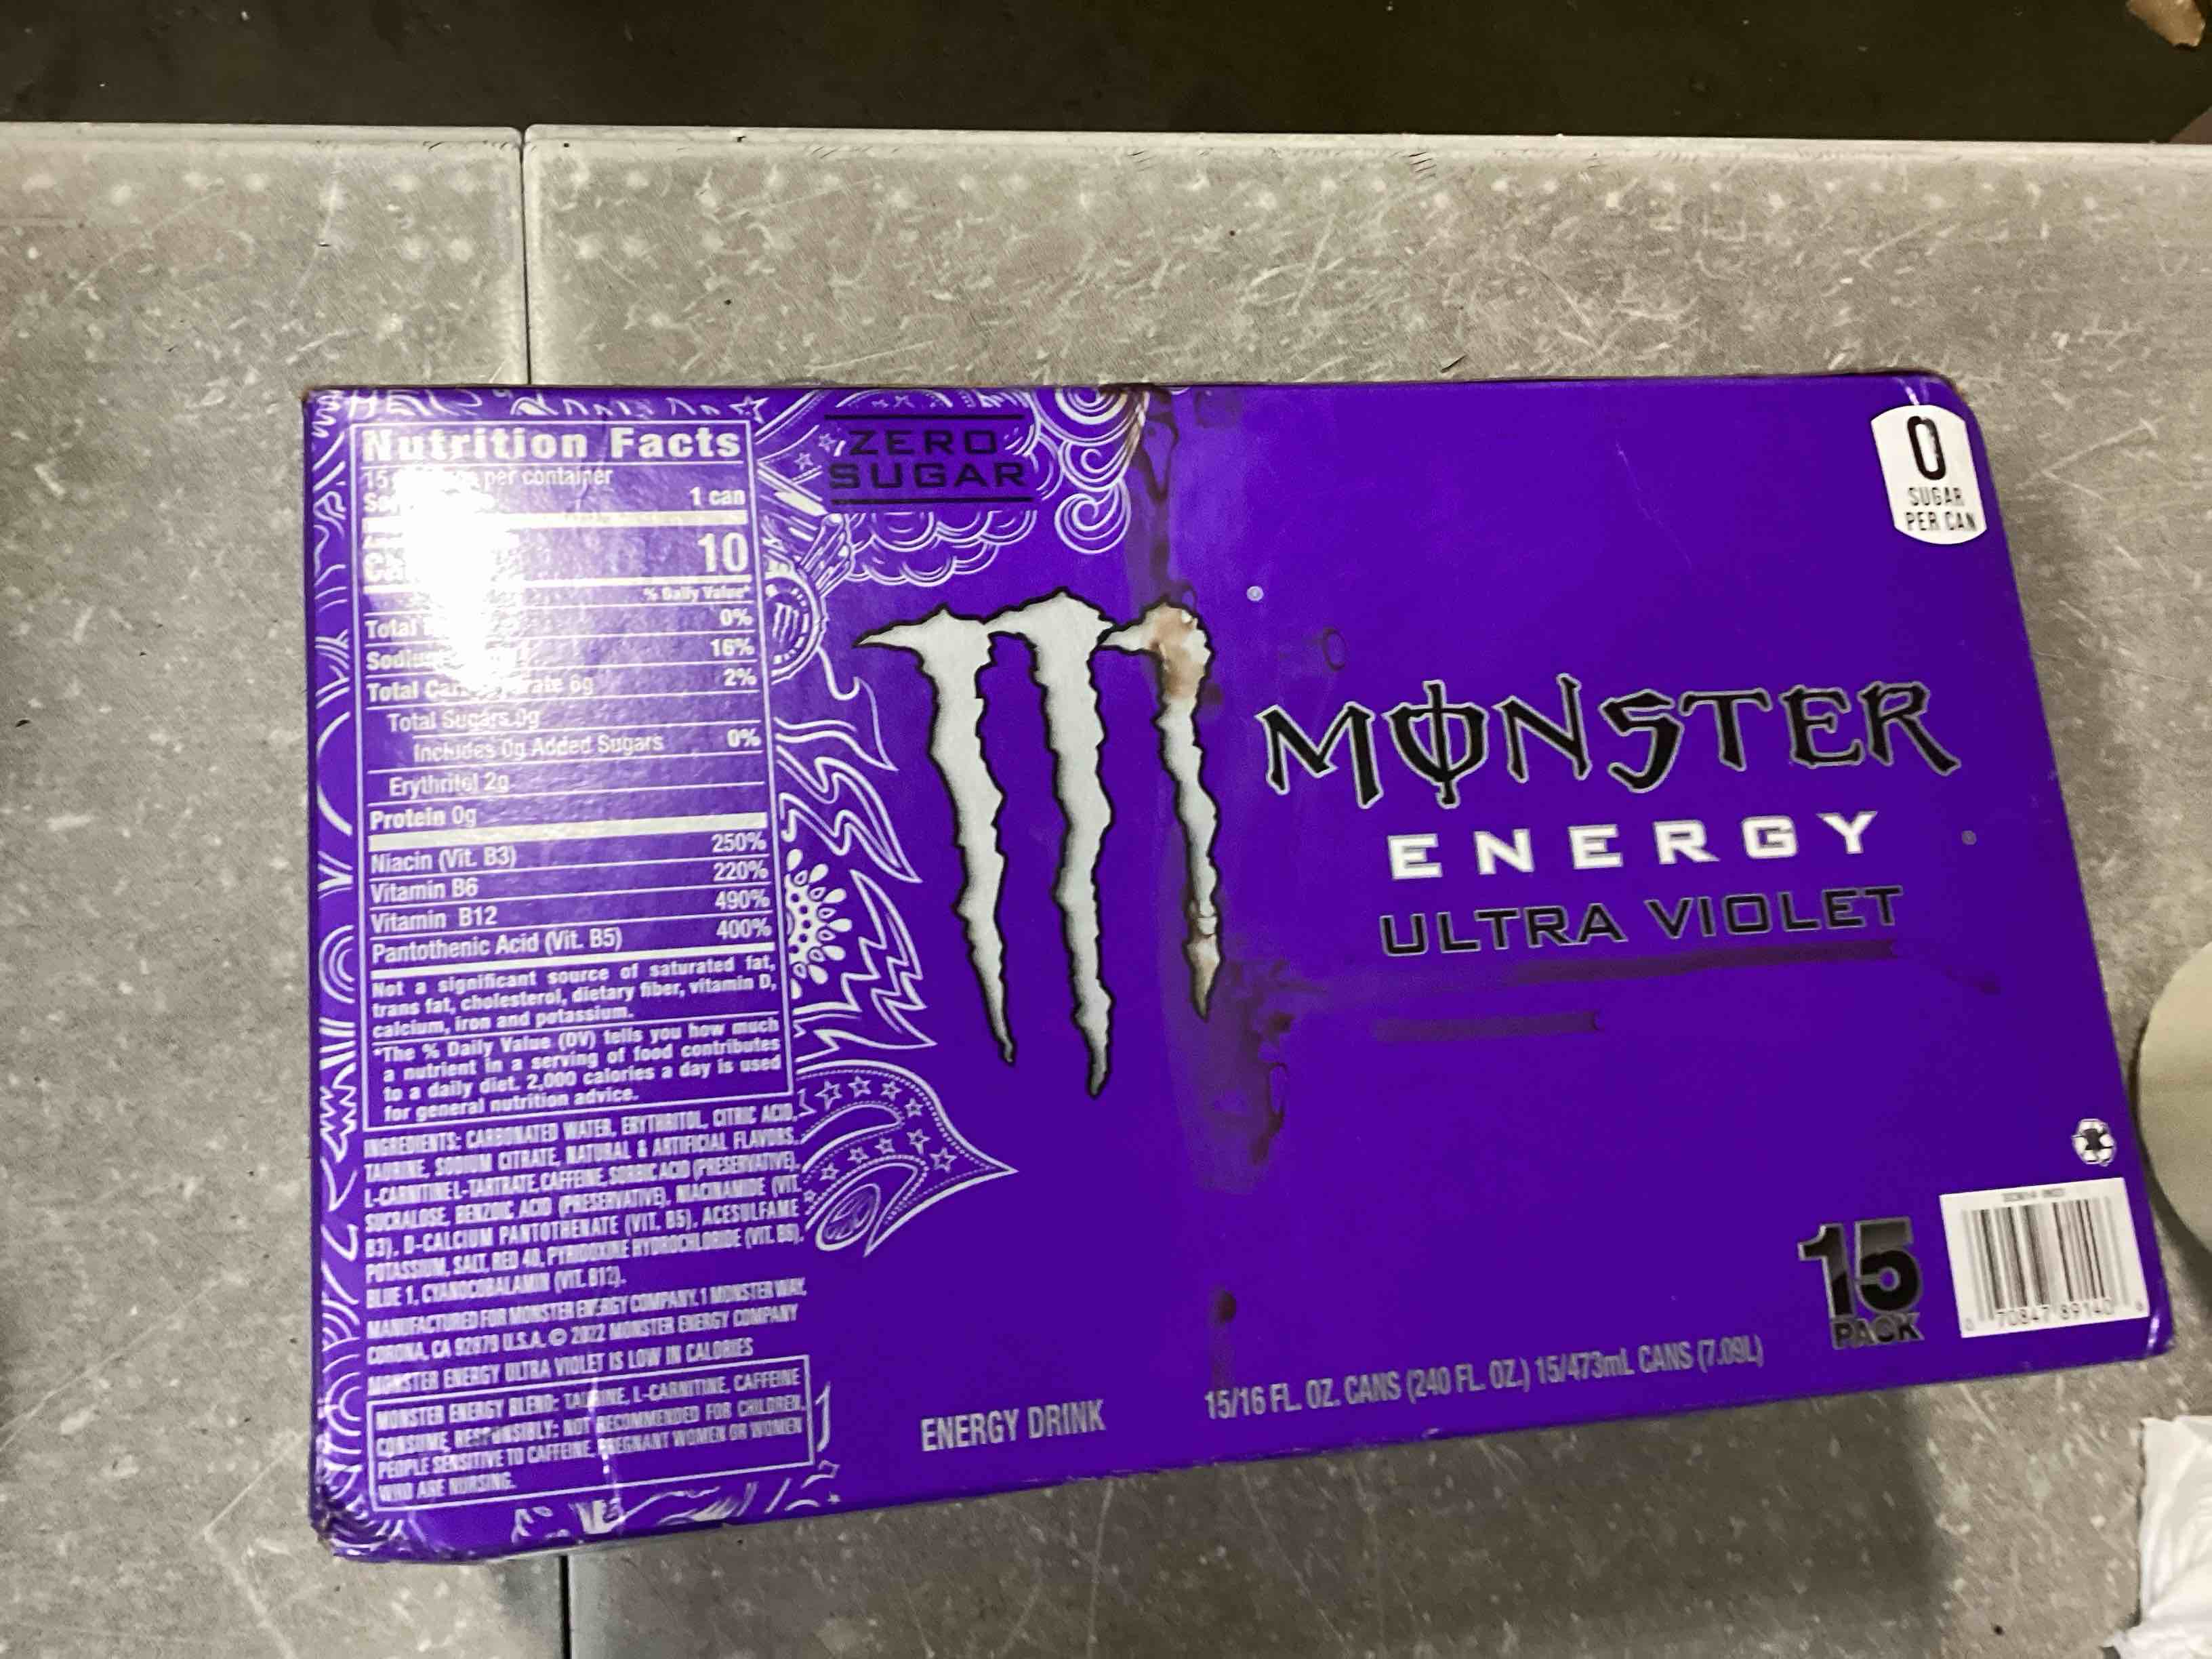 Nutrition Facts
15 per container
1 can
10
% Daily Value*
Total 0%
16%
Total 6g 2%
Total Sugars 0g
Includes 0g Added Sugars 0%
Erythritol 2g
Protein 0g
Niacin (Vit. B3) 250%
Vitamin B6 220%
Vitamin B12 490%
Pantothenic Acid (Vit. B5) 400%
Not a significant source of saturated fat,
trans fat, cholesterol, dietary fiber, vitamin D,
calcium, iron and potassium.
*The % Daily Value (DV) tells you how much
a nutrient in a serving of food contributes
to a daily diet. 2,000 calories a day is used
for general nutrition advice.
INGREDIENTS: CARBONATED WATER, ERYTHRITOL, CITRIC ACID,
TAURINE, SODIUM CITRATE, NATURAL & ARTIFICIAL FLAVORS,
L-CARNITINE L-TARTRATE, CAFFEINE, SORBIC ACID (PRESERVATIVE),
SUCRALOSE, BENZOIC ACID (PRESERVATIVE), NIACINAMIDE (VIT.
B3), D-CALCIUM PANTOTHENATE (VIT. B5), ACESULFAME
POTASSIUM, SALT, RED 40, PYRIDOXINE HYDROCHLORIDE (VIT. B6),
BLUE 1, CYANOCOBALAMIN (VIT. B12).
MANUFACTURED FOR MONSTER ENERGY COMPANY. 1 MONSTER WAY,
CORONA, CA 92879 U.S.A. © 2022 MONSTER ENERGY COMPANY
MONSTER ENERGY ULTRA VIOLET IS LOW IN CALORIES
MONSTER ENERGY BLEND: TAURINE, L-CARNITINE, CAFFEINE
CONSUME RESPONSIBLY: NOT RECOMMENDED FOR CHILDREN,
PEOPLE SENSITIVE TO CAFFEINE, PREGNANT WOMEN OR WOMEN
WHO ARE NURSING.
ZERO
SUGAR
0
SUGAR
PER CAN
MONSTER
ENERGY
ULTRA VIOLET
15
PACK
0 70847 89140
ENERGY DRINK
15/16 FL. OZ. CANS (240 FL. OZ.) 15/473mL CANS (7.09L)